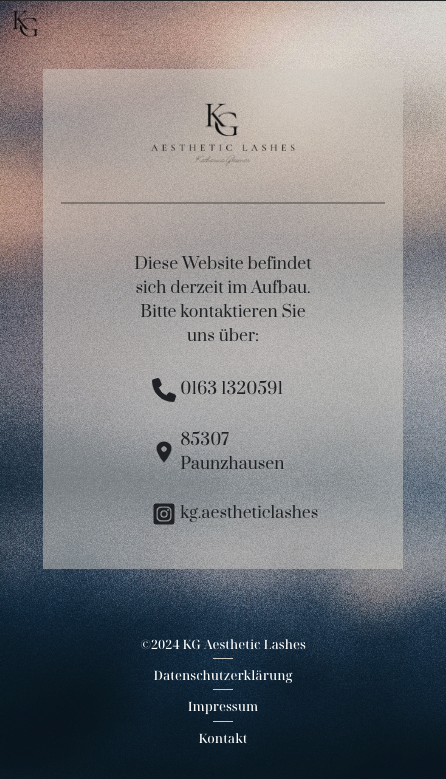 KG
KG
AESTHETIC LASHES
Diese Website befindet
sich derzeit im Aufbau.
Bitte kontaktieren Sie
uns über:
0163 1320591
85307
Paunzhausen
kg.aestheticlashes
©2024 KG Aesthetic Lashes
Datenschutzerklärung
Impressum
Kontakt